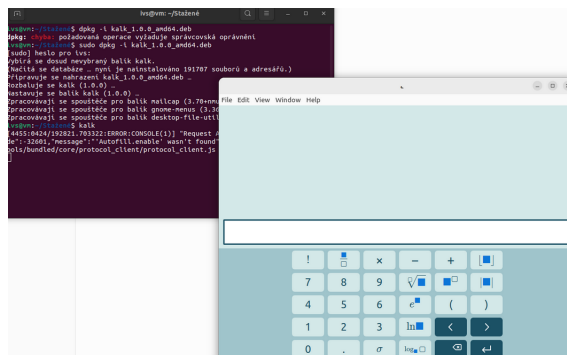 ivs@vm: ~/Stažené
ivs@vm:~/Stažené$ dpkg -i kalk_1.0.0_amd64.deb
dpkg: chyba: požadovaná operace vyžaduje správcovská oprávnění
ivs@vm:~/Stažené$ sudo dpkg -i kalk_1.0.0_amd64.deb
[sudo] heslo pro ivs:
Vybírá se dosud nevybraný balík kalk.
(Načítá se databáze … nyní je nainstalováno 191707 souborů a adresářů.)
Připravuje se nahrazení kalk_1.0.0_amd64.deb …
Rozbaluje se kalk (1.0.0) …
Nastavuje se balík kalk (1.0.0) …
Zpracovávají se spouštěče pro balík mailcap (3.70+nmu
Zpracovávají se spouštěče pro balík gnome-menus (3.36
Zpracovávají se spouštěče pro balík desktop-file-util
ivs@vm:~/Stažené$ kalk
[4455:0424/192821.703322:ERROR:CONSOLE(1)] "Request A
de":-32601,"message":"'Autofill.enable' wasn't found"
ools/bundled/core/protocol_client/protocol_client.js
File Edit View Window Help
! × − +
7 8 9
4 5 6 e ( )
1 2 3 ln < >
0 . σ log